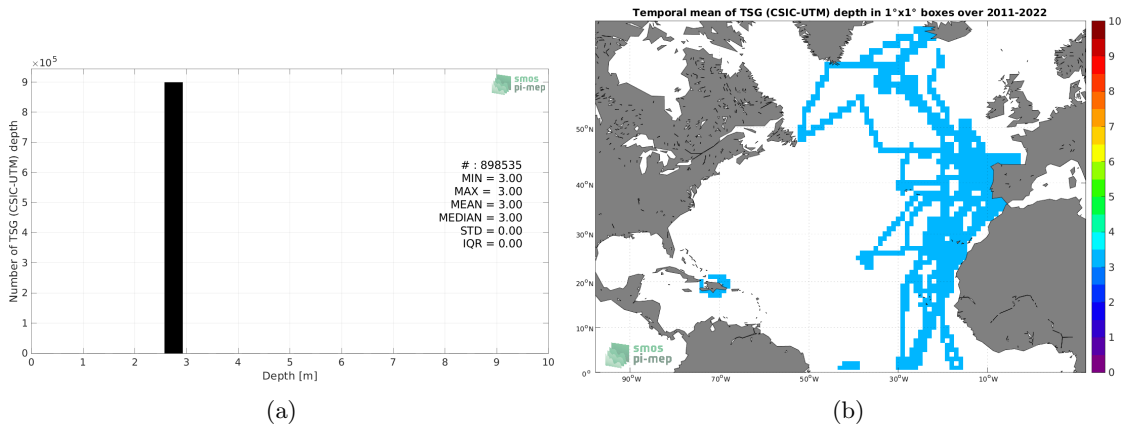 ×10⁵
9
8
7
6
5
4
3
2
1
0
Number of TSG (CSIC-UTM) depth
smos
pi-mep
# : 898535
MIN = 3.00
MAX = 3.00
MEAN = 3.00
MEDIAN = 3.00
STD = 0.00
IQR = 0.00
0 1 2 3 4 5 6 7 8 9 10
Depth [m]
(a)
Temporal mean of TSG (CSIC-UTM) depth in 1°x1° boxes over 2011-2022
50°N
40°N
30°N
20°N
10°N
0°
90°W 70°W 50°W 30°W 10°W
smos
pi-mep
10
9
8
7
6
5
4
3
2
1
0
(b)